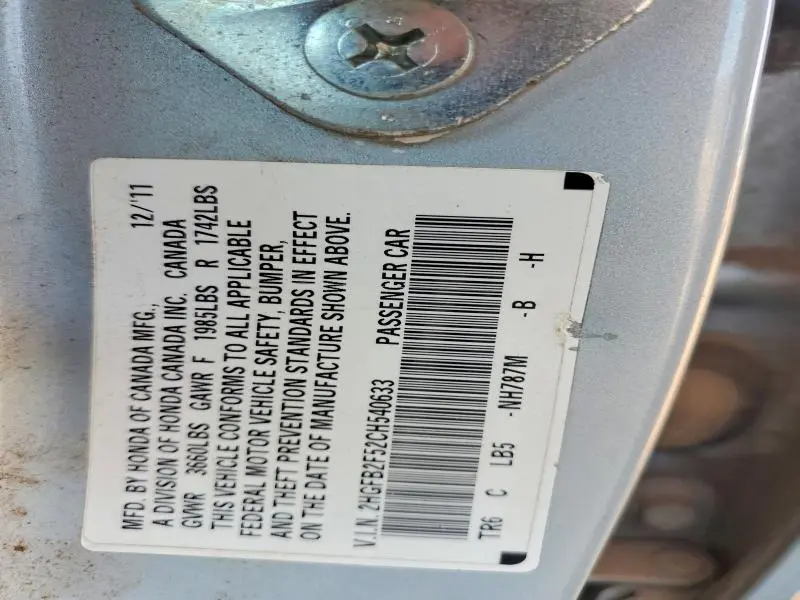 MFD. BY HONDA OF CANADA MFG., 12/'11
A DIVISION OF HONDA CANADA INC. CANADA
GVWR 3660LBS GAWR F 1985LBS R 1742LBS
THIS VEHICLE CONFORMS TO ALL APPLICABLE
FEDERAL MOTOR VEHICLE SAFETY, BUMPER,
AND THEFT PREVENTION STANDARDS IN EFFECT
ON THE DATE OF MANUFACTURE SHOWN ABOVE.
V.I.N. 2HGFB2F52CH540633 PASSENGER CAR
TR6 C LB5 -NH787M -B -H